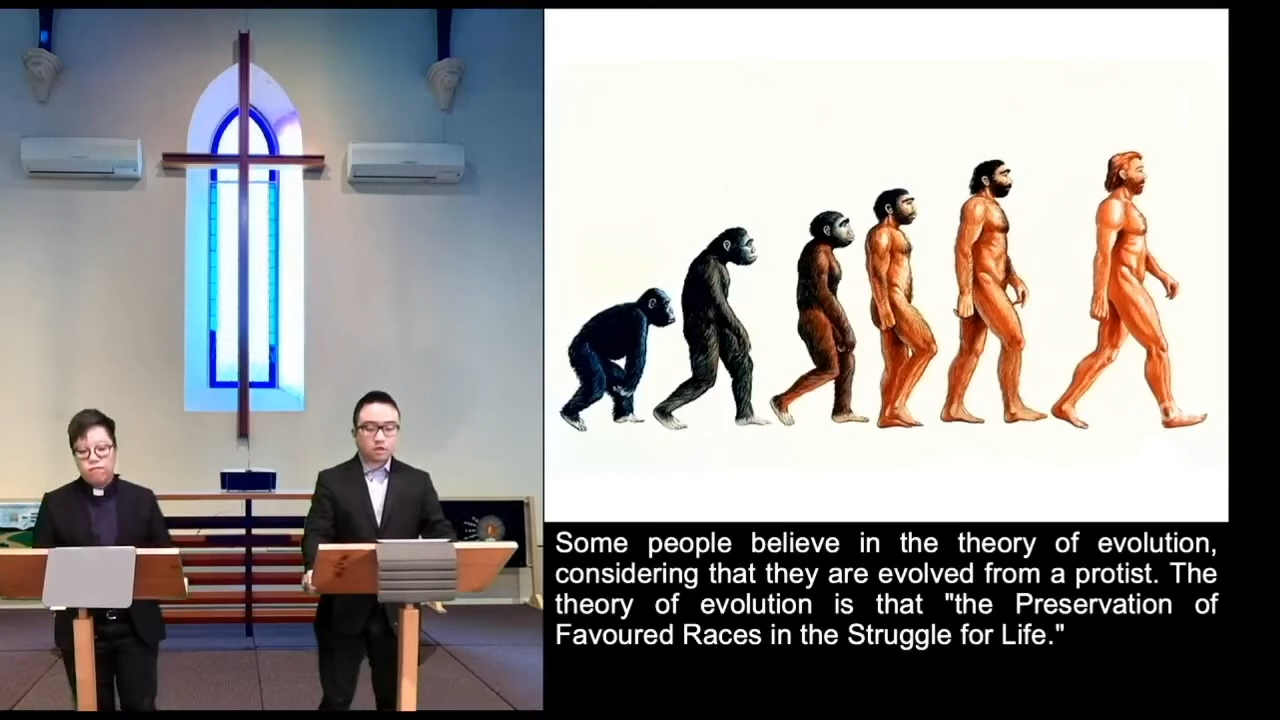 Some people believe in the theory of evolution,
considering that they are evolved from a protist. The
theory of evolution is that "the Preservation of
Favoured Races in the Struggle for Life."